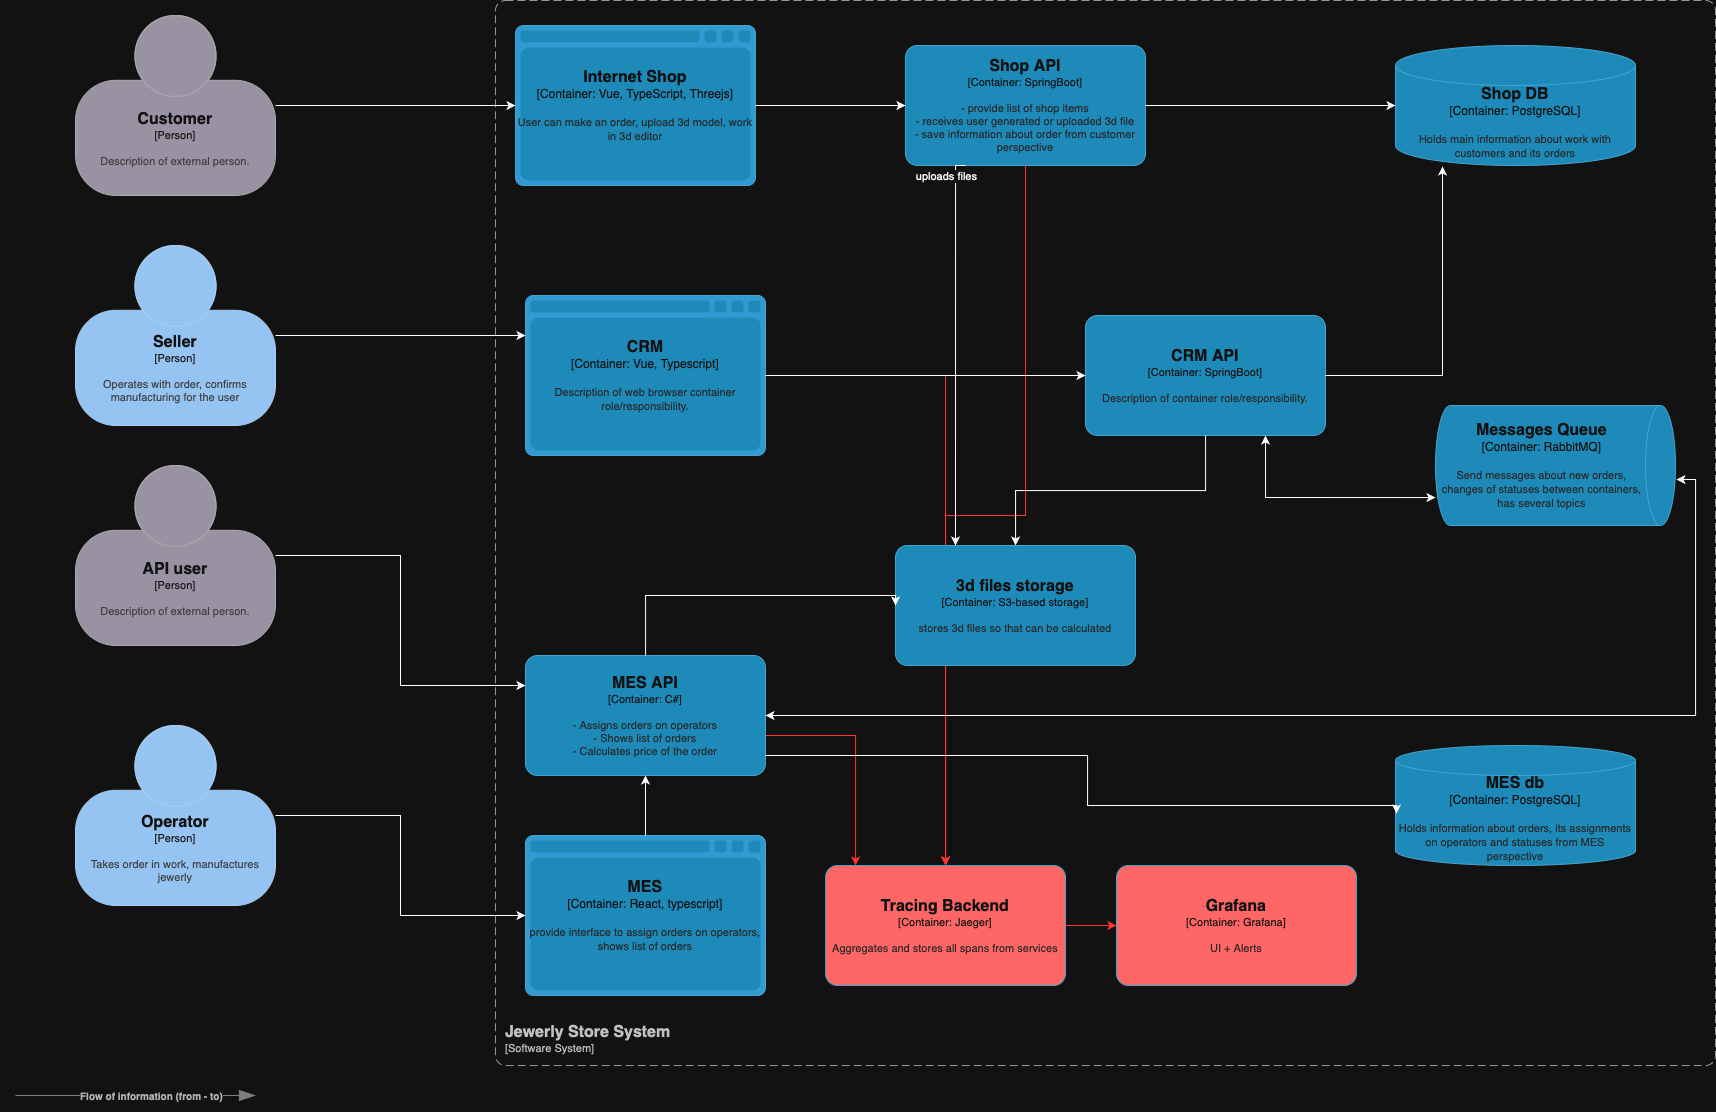 Customer
[Person]
Description of external person.
Internet Shop
[Container: Vue, TypeScript, Threejs]
User can make an order, upload 3d model, work
in 3d editor
Shop API
[Container: SpringBoot]
- provide list of shop items
- receives user generated or uploaded 3d file
- save information about order from customer
perspective
uploads files
Shop DB
[Container: PostgreSQL]
Holds main information about work with
customers and its orders
Seller
[Person]
Operates with order, confirms
manufacturing for the user
CRM
[Container: Vue, Typescript]
Description of web browser container
role/responsibility.
CRM API
[Container: SpringBoot]
Description of container role/responsibility.
Messages Queue
[Container: RabbitMQ]
Send messages about new orders,
changes of statuses between containers,
has several topics
API user
[Person]
Description of external person.
3d files storage
[Container: S3-based storage]
stores 3d files so that can be calculated
MES API
[Container: C#]
- Assigns orders on operators
- Shows list of orders
- Calculates price of the order
MES db
[Container: PostgreSQL]
Holds information about orders, its assignments
on operators and statuses from MES
perspective
Operator
[Person]
Takes order in work, manufactures
jewerly
MES
[Container: React, typescript]
provide interface to assign orders on operators,
shows list of orders
Tracing Backend
[Container: Jaeger]
Aggregates and stores all spans from services
Grafana
[Container: Grafana]
UI + Alerts
Jewerly Store System
[Software System]
Flow of information (from - to)